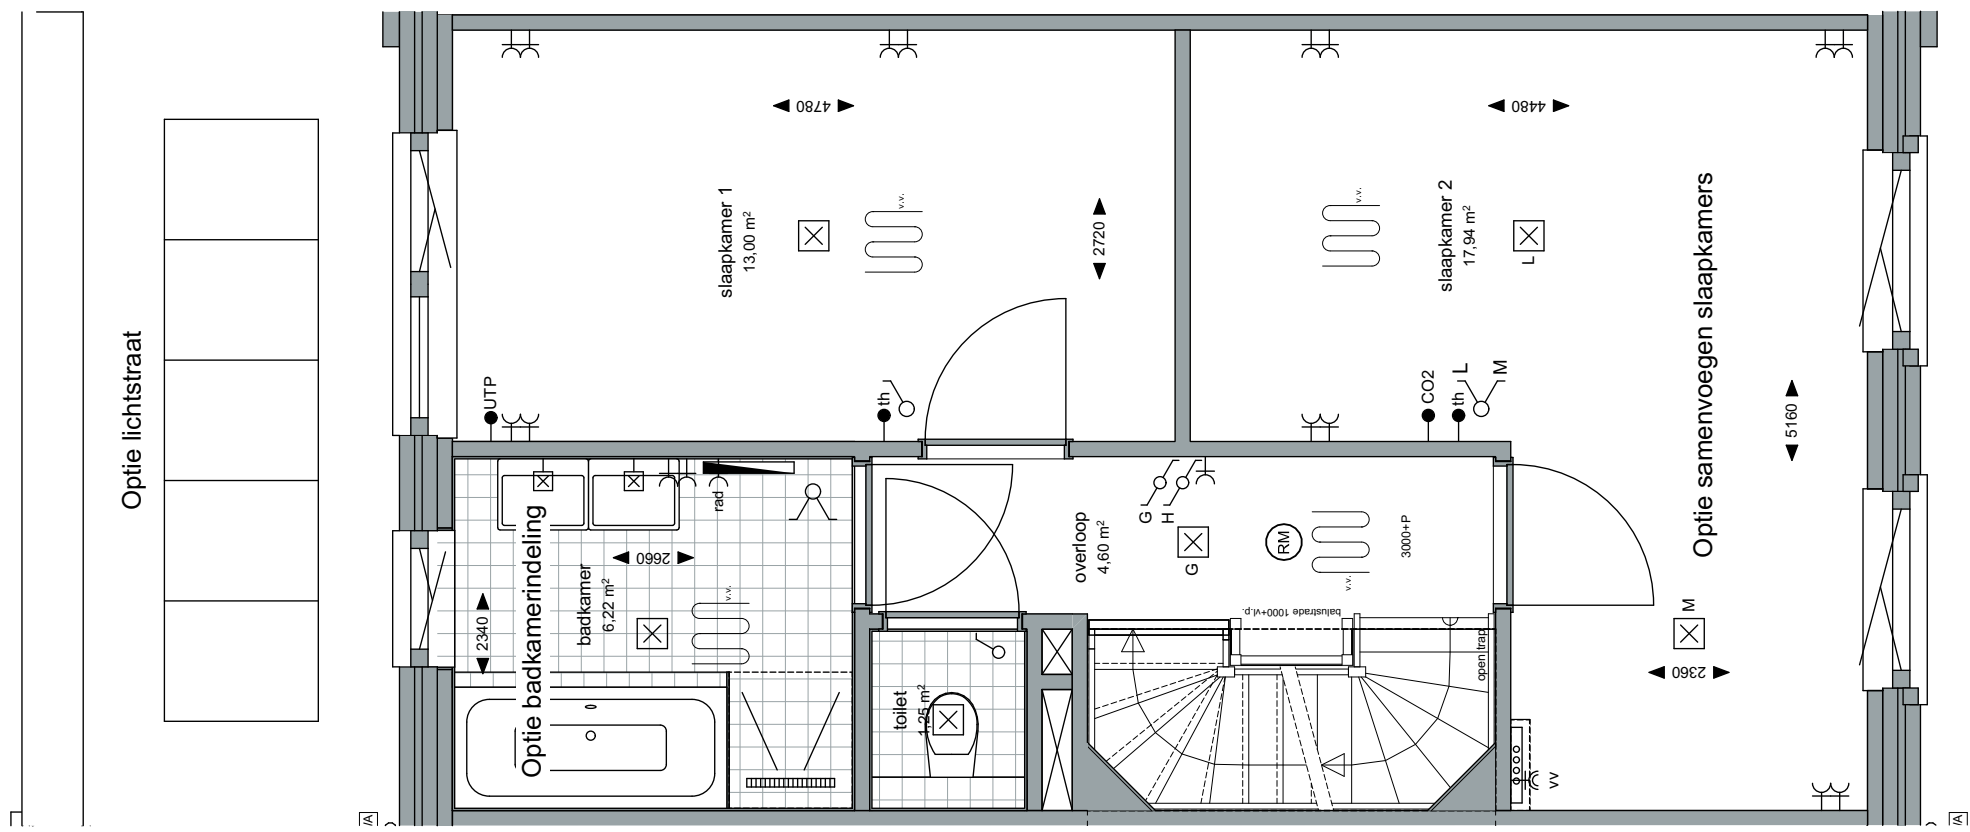 Optie lichtstraat
4780
4480
slaapkamer 1
13,00 m²
v.v.
2720
v.v.
slaapkamer 2
17,94 m²
L
Optie samenvoegen slaapkamers
UTP
th
CO2
th
L
M
5160
rad
Optie badkamerindeling
2660
badkamer
6,22 m²
2340
v.v.
overloop
4,60 m²
G
H
G
RM
v.v.
3000+P
balustrade 1000+vl.p.
open trap
M
2360
toilet
1,25 m²
VV